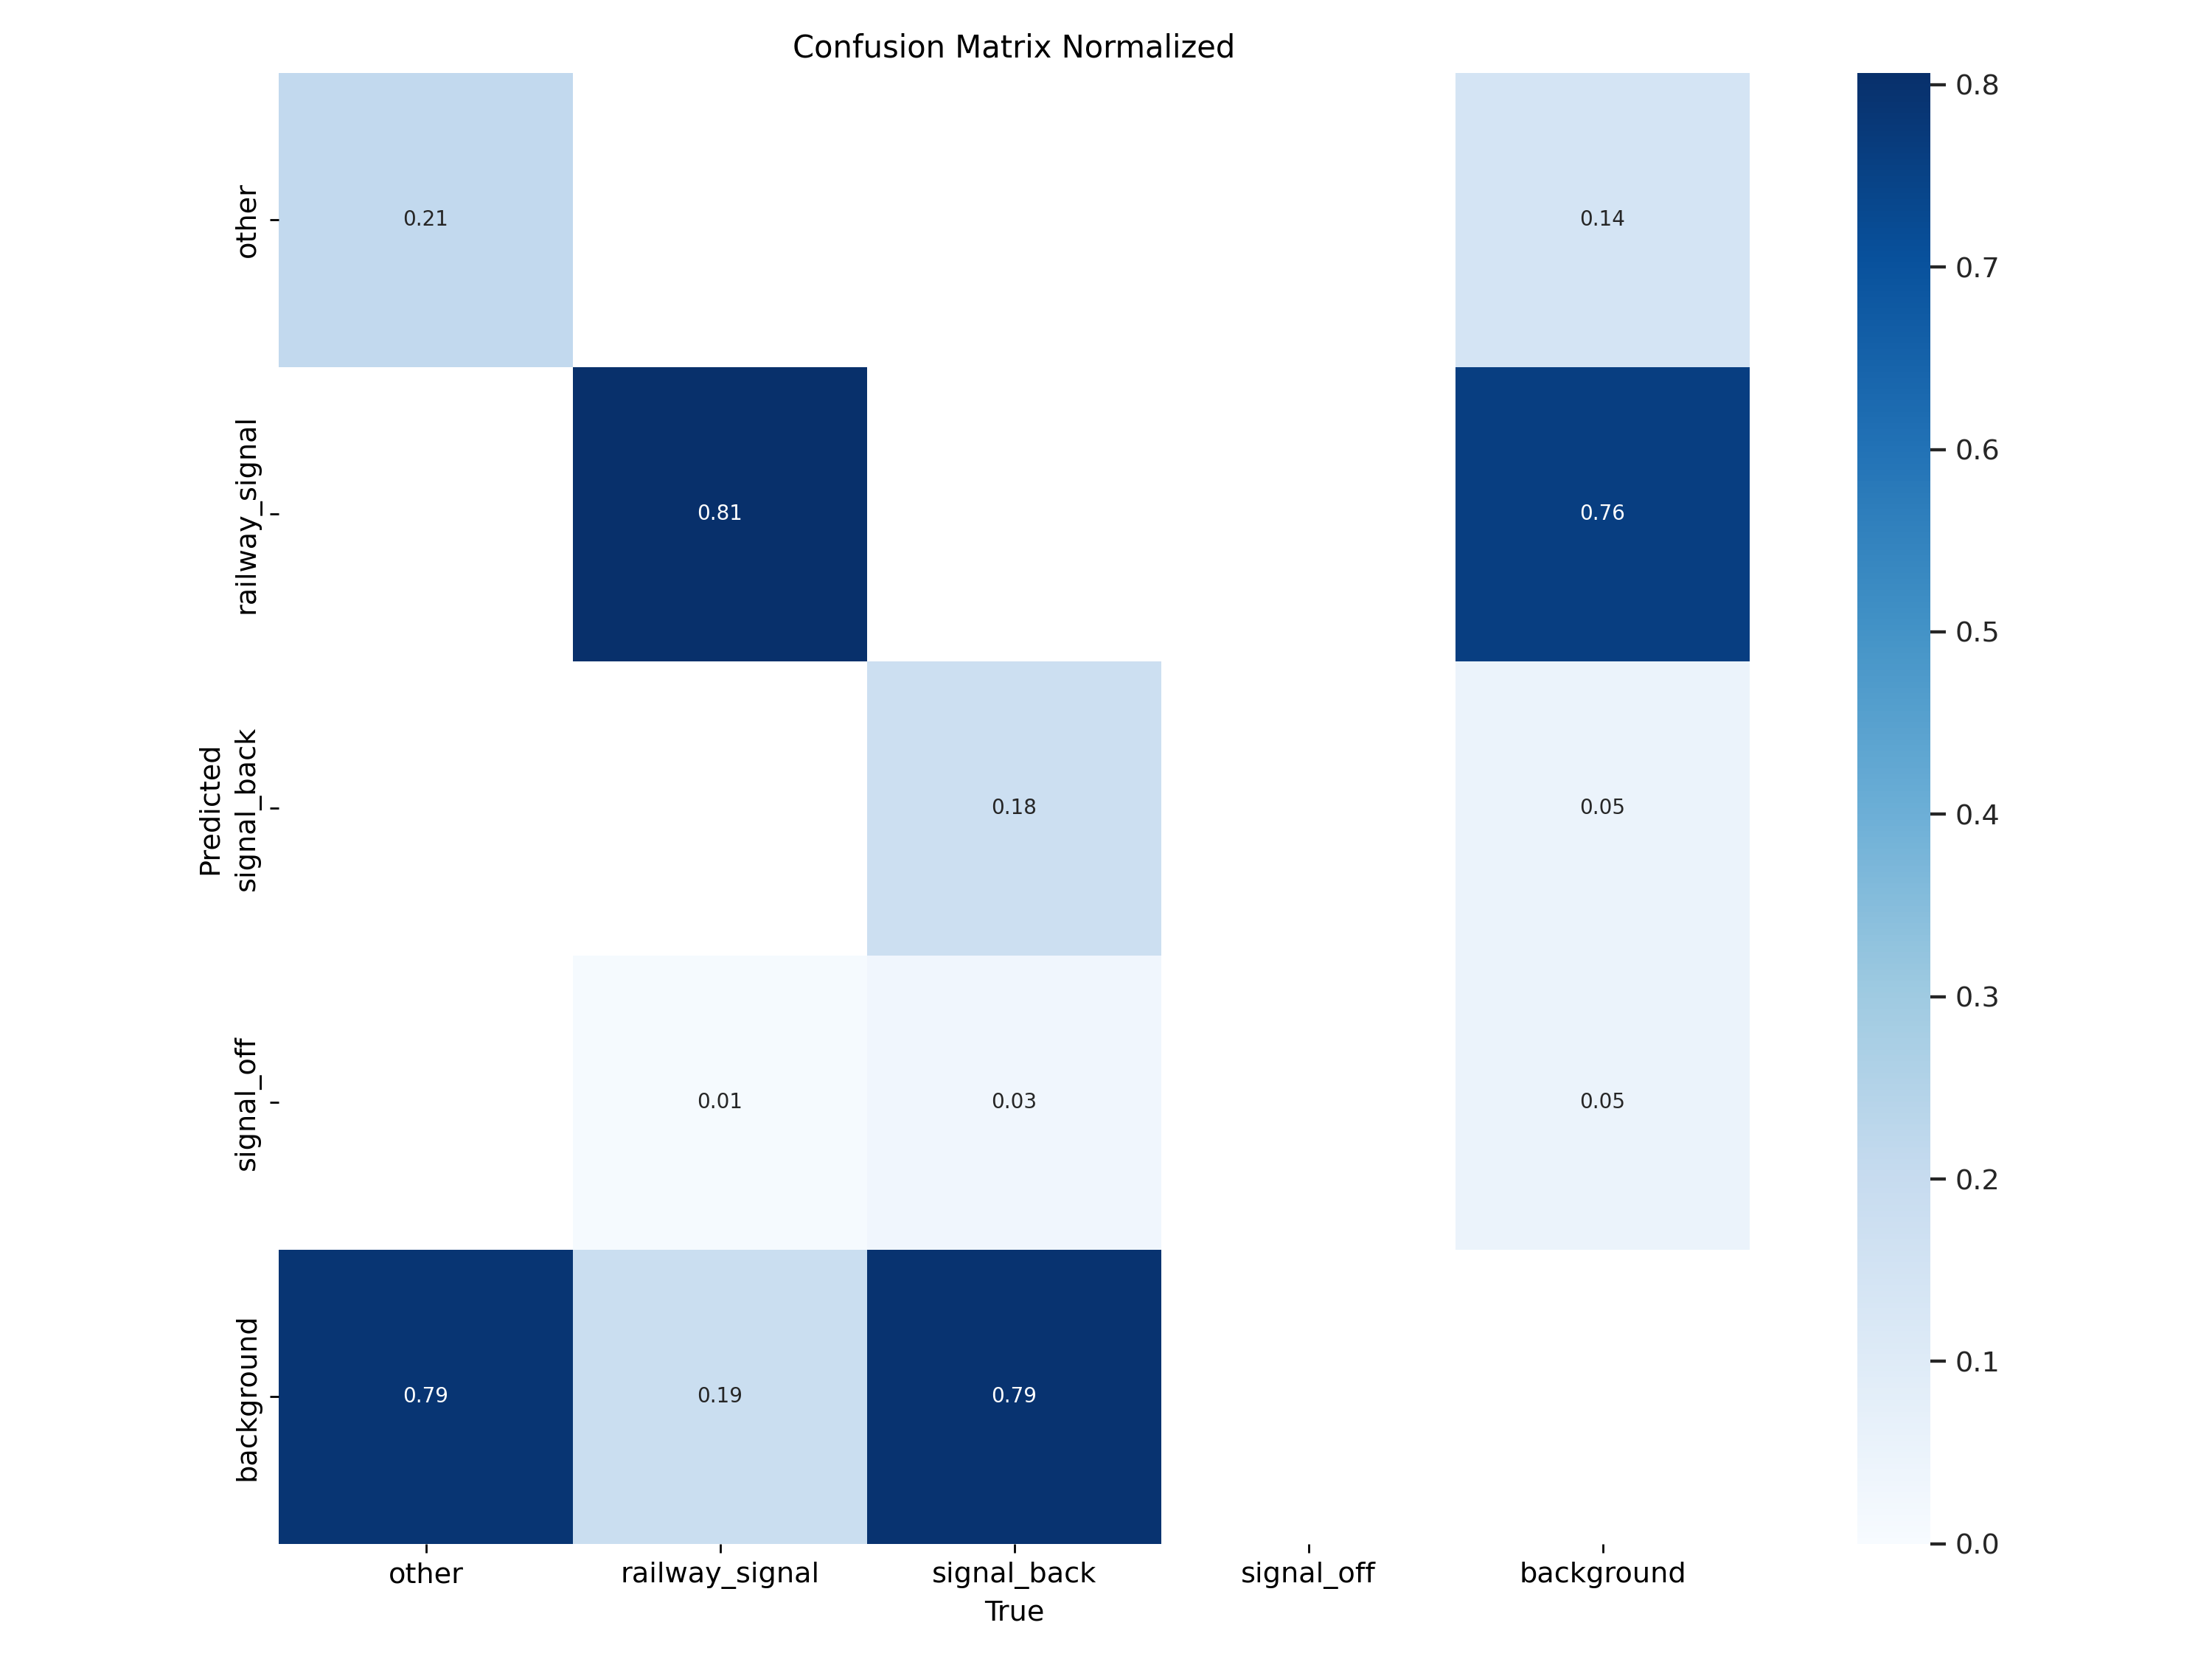 Confusion Matrix Normalized
other
0.21
0.14
railway_signal
0.81
0.76
Predicted
signal_back
0.18
0.05
signal_off
0.01
0.03
0.05
background
0.79
0.19
0.79
other
railway_signal
signal_back
signal_off
background
True
0.8
0.7
0.6
0.5
0.4
0.3
0.2
0.1
0.0